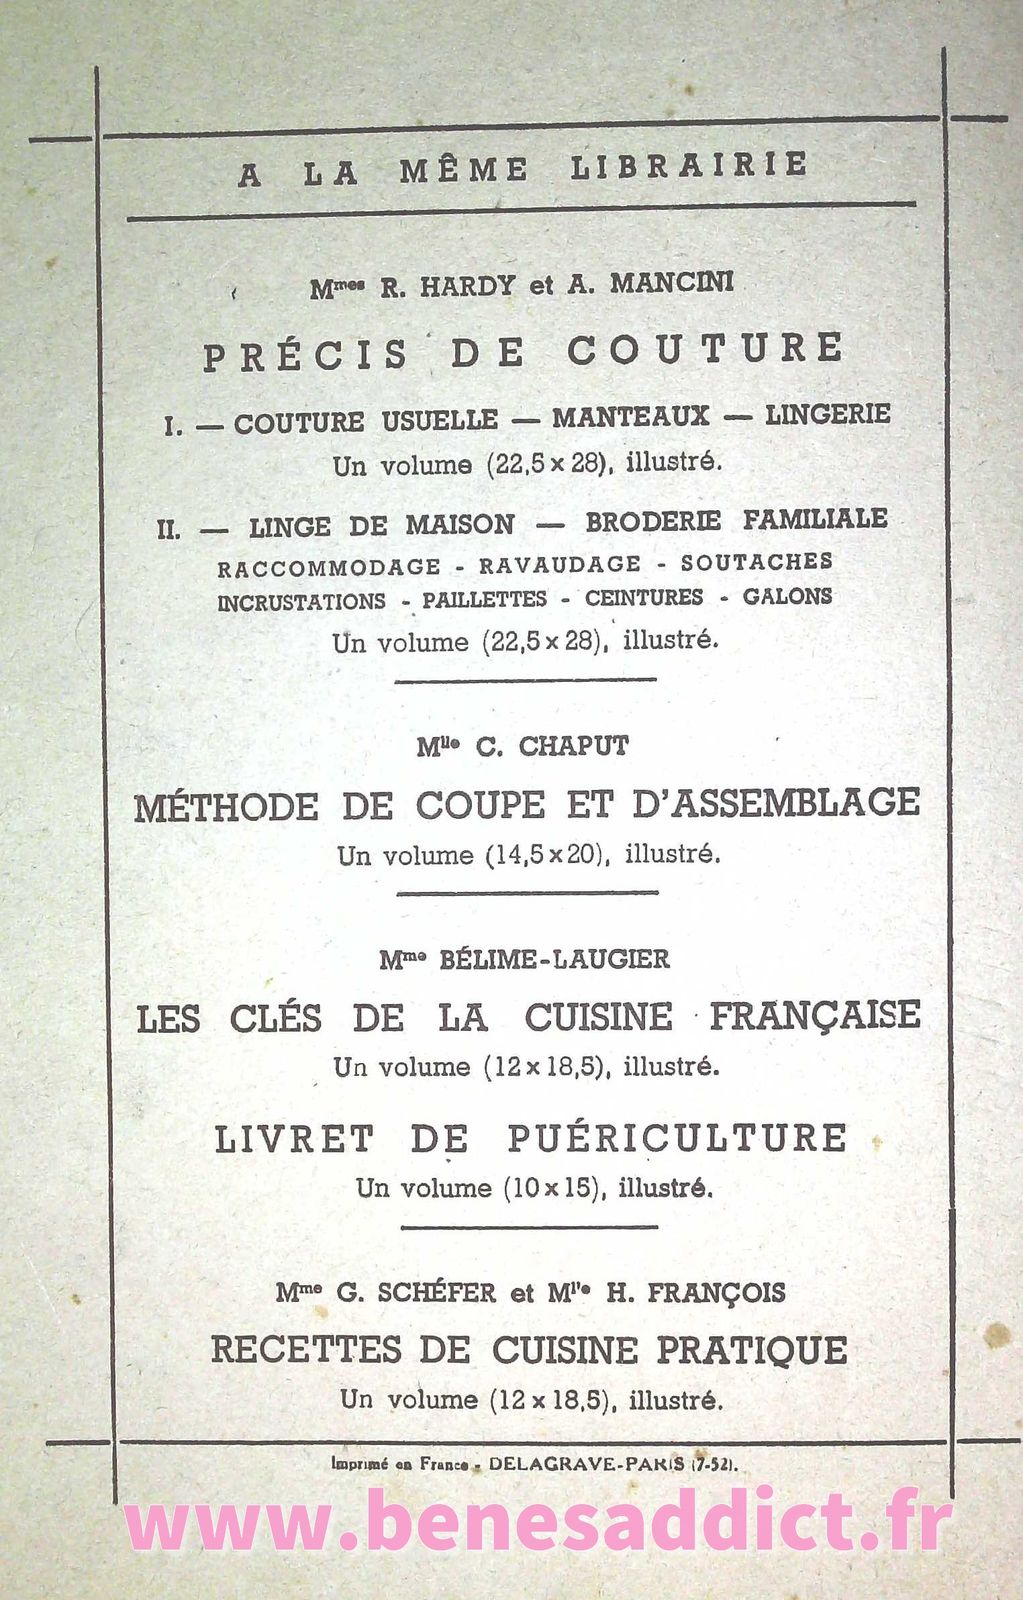 A LA MÊME LIBRAIRIE
Mmes R. HARDY et A. MANCINI
PRÉCIS DE COUTURE
I. — COUTURE USUELLE — MANTEAUX — LINGERIE
Un volume (22,5 x 28), illustré.
II. — LINGE DE MAISON — BRODERIE FAMILIALE
RACCOMMODAGE - RAVAUDAGE - SOUTACHES
INCRUSTATIONS - PAILLETTES - CEINTURES - GALONS
Un volume (22,5 x 28), illustré.
Mlle C. CHAPUT
MÉTHODE DE COUPE ET D'ASSEMBLAGE
Un volume (14,5 x 20), illustré.
Mme BÉLIME-LAUGIER
LES CLÉS DE LA CUISINE FRANÇAISE
Un volume (12 x 18,5), illustré.
LIVRET DE PUÉRICULTURE
Un volume (10 x 15), illustré.
Mme G. SCHÉFER et Mlle H. FRANÇOIS
RECETTES DE CUISINE PRATIQUE
Un volume (12 x 18,5), illustré.
Imprimé en France - DELAGRAVE-PARIS (7-52).
www.benesaddict.fr